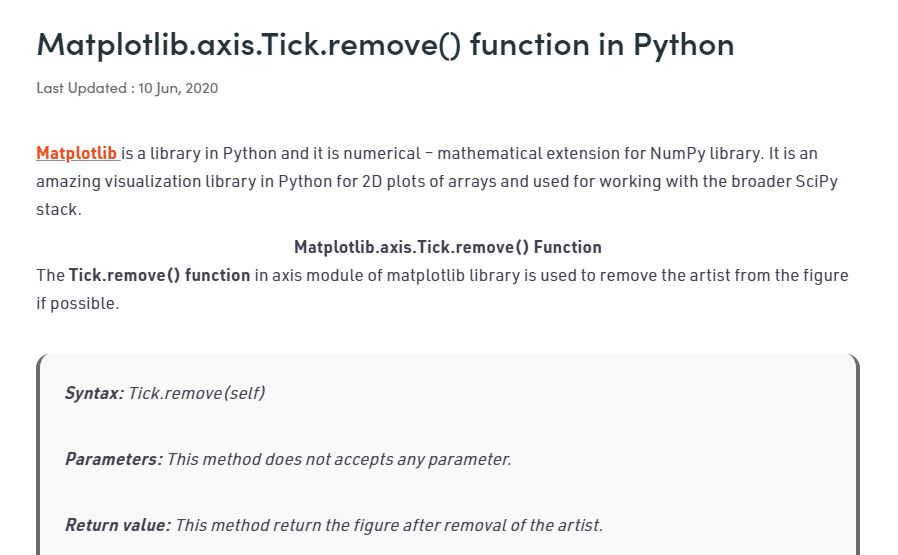 Matplotlib.axis.Tick.remove() function in Python
Last Updated : 10 Jun, 2020
Matplotlib is a library in Python and it is numerical – mathematical extension for NumPy library. It is an
amazing visualization library in Python for 2D plots of arrays and used for working with the broader SciPy
stack.
Matplotlib.axis.Tick.remove() Function
The Tick.remove() function in axis module of matplotlib library is used to remove the artist from the figure
if possible.
Syntax: Tick.remove(self)
Parameters: This method does not accepts any parameter.
Return value: This method return the figure after removal of the artist.